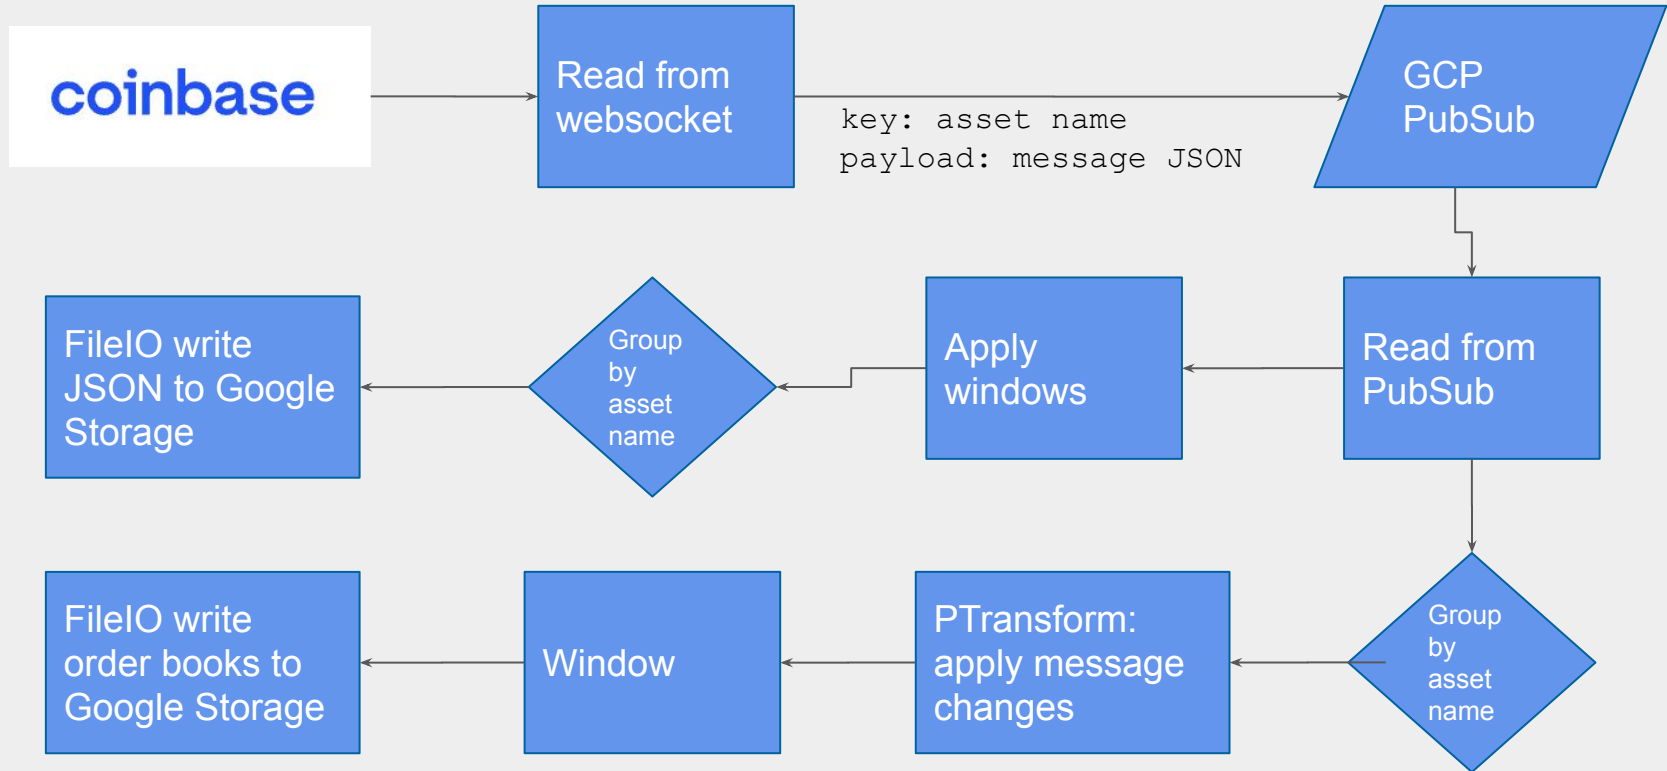 coinbase
Read from
websocket
key: asset name
payload: message JSON
GCP
PubSub
FileIO write
JSON to Google
Storage
Group
by
asset
name
Apply
windows
Read from
PubSub
FileIO write
order books to
Google Storage
Window
PTransform:
apply message
changes
Group
by
asset
name